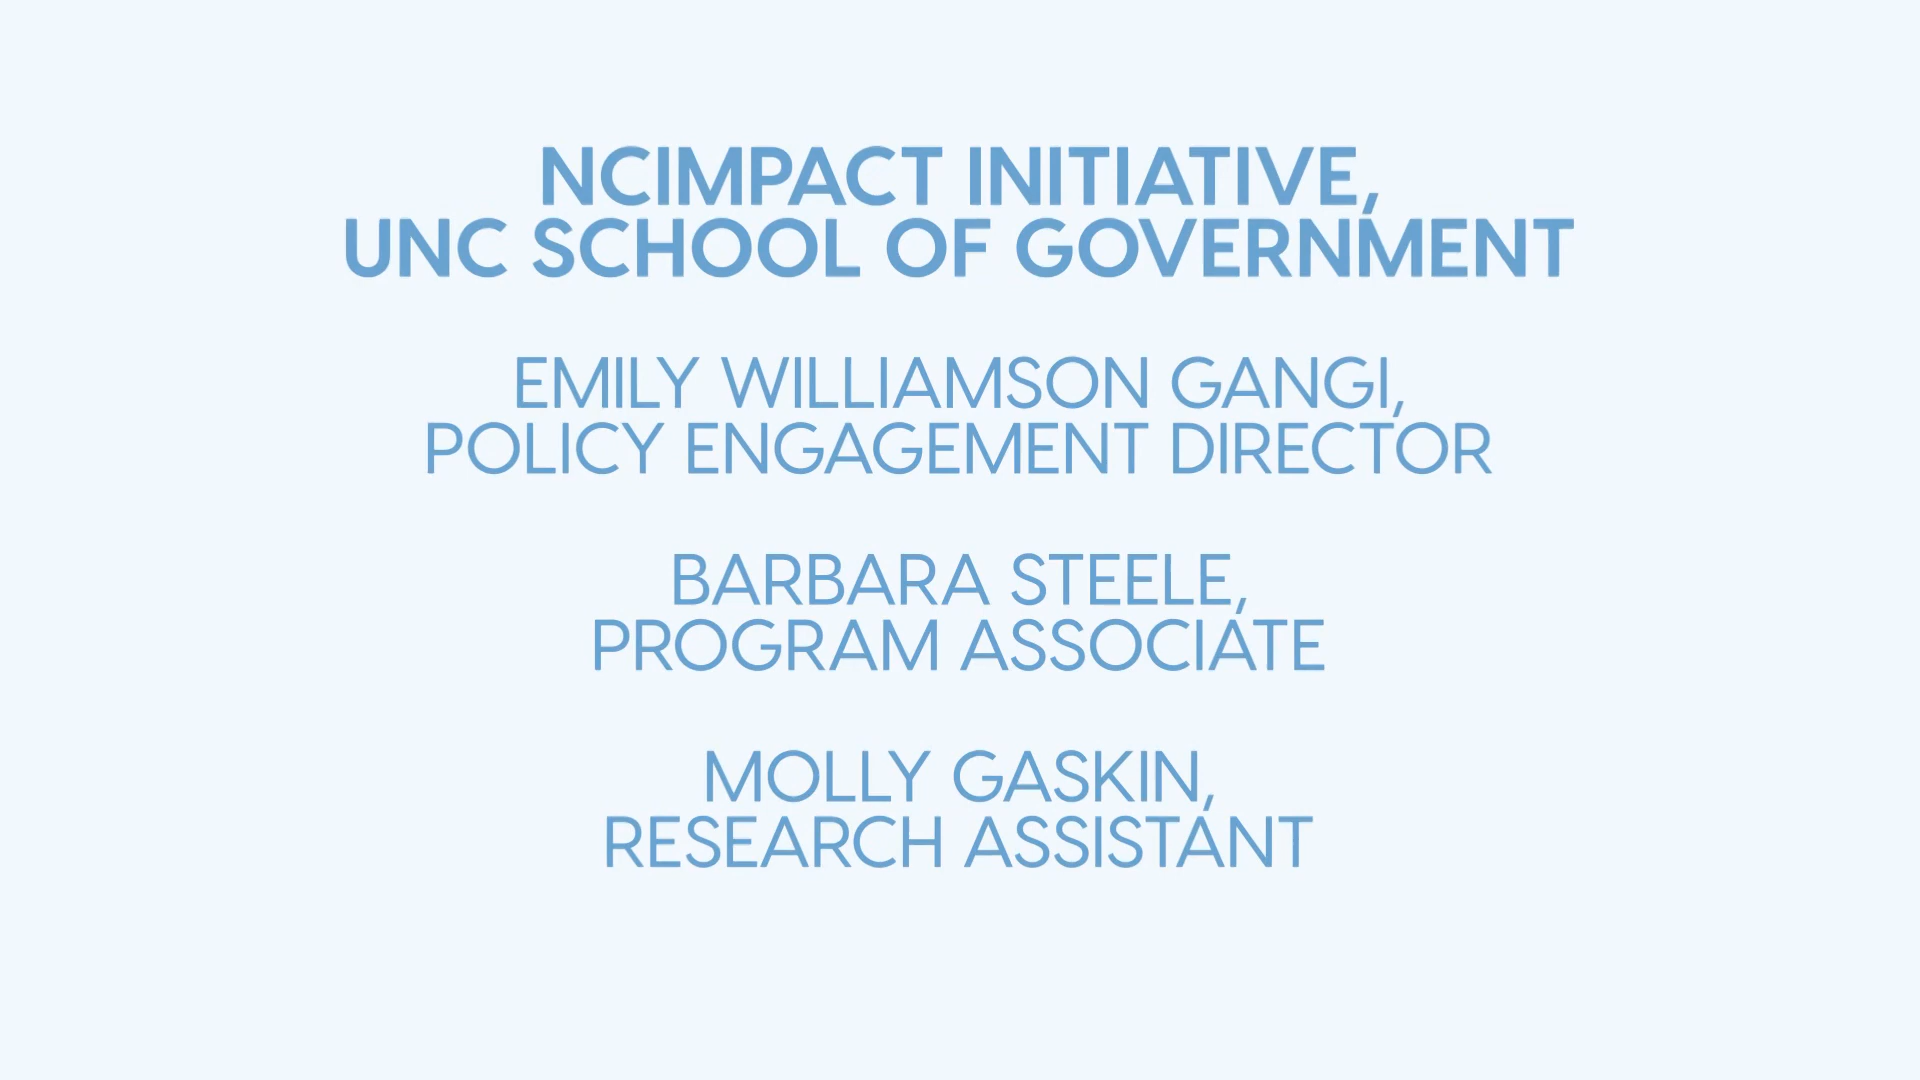 NCIMPACT INITIATIVE,
UNC SCHOOL OF GOVERNMENT
EMILY WILLIAMSON GANGI,
POLICY ENGAGEMENT DIRECTOR
BARBARA STEELE,
PROGRAM ASSOCIATE
MOLLY GASKIN,
RESEARCH ASSISTANT